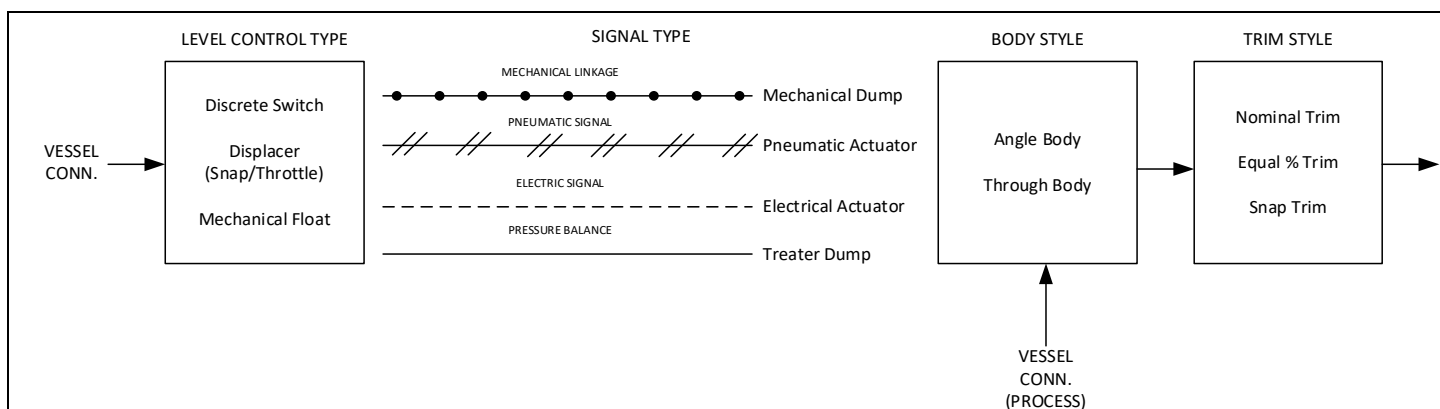 LEVEL CONTROL TYPE
SIGNAL TYPE
BODY STYLE
TRIM STYLE
VESSEL
CONN.
Discrete Switch
Displacer
(Snap/Throttle)
Mechanical Float
MECHANICAL LINKAGE
Mechanical Dump
PNEUMATIC SIGNAL
Pneumatic Actuator
ELECTRIC SIGNAL
Electrical Actuator
PRESSURE BALANCE
Treater Dump
Angle Body
Through Body
Nominal Trim
Equal % Trim
Snap Trim
VESSEL
CONN.
(PROCESS)